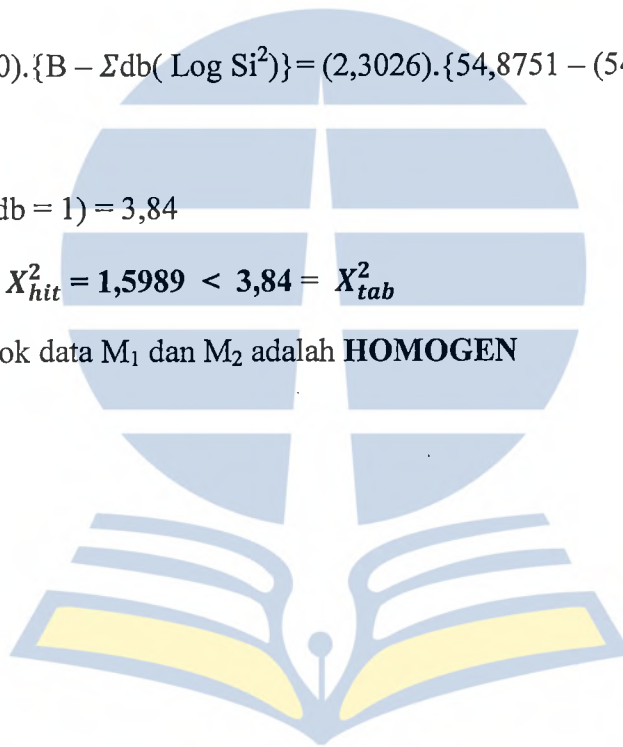 0).{B – Σdb( Log Si²)} = (2,3026).{54,8751 – (54
db = 1) = 3,84
X²hit = 1,5989 < 3,84 = X²tab
ok data M₁ dan M₂ adalah HOMOGEN